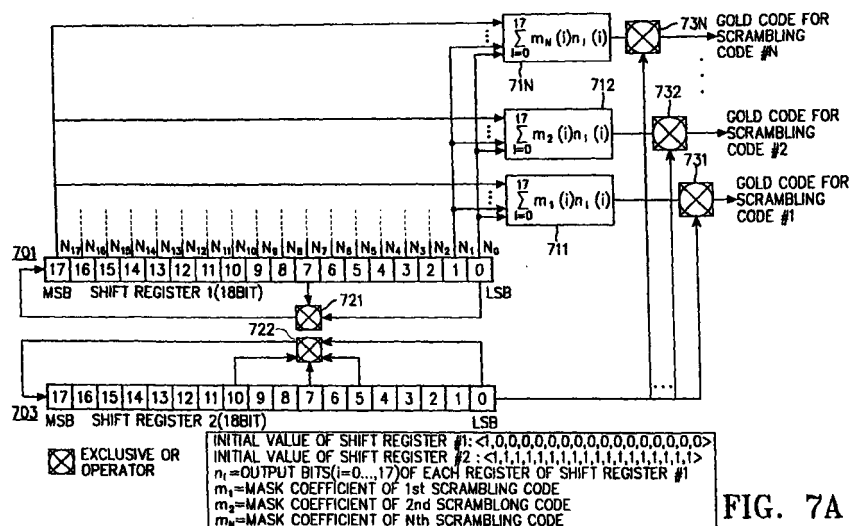 17
Σ m_N (i)n_i (i)
i=0
71N
73N
GOLD CODE FOR
SCRAMBLING
CODE #N
712
17
Σ m_2 (i)n_i (i)
i=0
732
GOLD CODE FOR
SCRAMBLING
CODE #2
17
Σ m_1 (i)n_i (i)
i=0
711
731
GOLD CODE FOR
SCRAMBLING
CODE #1
N17 N16 N15 N14 N13 N12 N11 N10 N9 N8 N7 N6 N5 N4 N3 N2 N1 N0
701
17 16 15 14 13 12 11 10 9 8 7 6 5 4 3 2 1 0
MSB SHIFT REGISTER 1(18BIT) LSB
721
722
703
17 16 15 14 13 12 11 10 9 8 7 6 5 4 3 2 1 0
MSB SHIFT REGISTER 2(18BIT) LSB
EXCLUSIVE OR
OPERATOR
INITIAL VALUE OF SHIFT REGISTER #1:<1,0,0,0,0,0,0,0,0,0,0,0,0,0,0,0,0,0>
INITIAL VALUE OF SHIFT REGISTER #2 :<1,1,1,1,1,1,1,1,1,1,1,1,1,1,1,1,1,1>
n_i=OUTPUT BITS(i=0...,17)OF EACH REGISTER OF SHIFT REGISTER #1
m_1=MASK COEFFICIENT OF 1st SCRAMBLING CODE
m_2=MASK COEFFICIENT OF 2nd SCRAMBLONG CODE
m_N=MASK COEFFICIENT OF Nth SCRAMBLING CODE
FIG. 7A